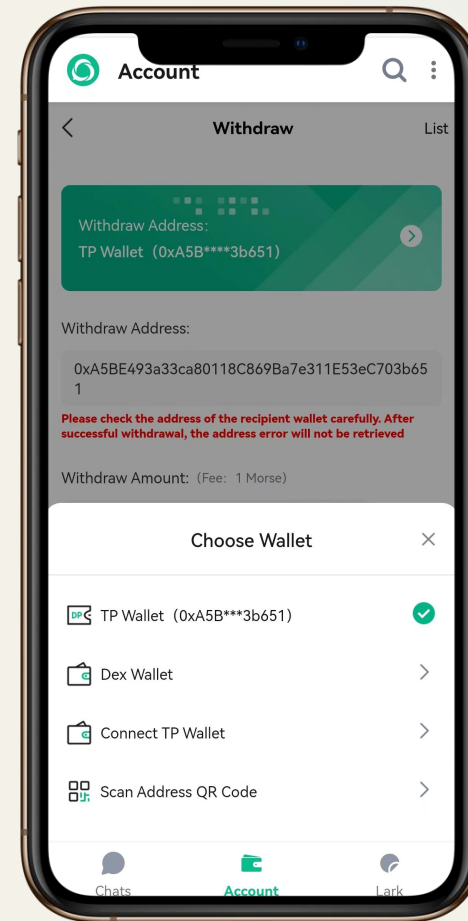 Account
Withdraw
List
Withdraw Address:
TP Wallet（0xA5B****3b651）
Withdraw Address:
0xA5BE493a33ca80118C869Ba7e311E53eC703b65
1
Please check the address of the recipient wallet carefully. After
successful withdrawal, the address error will not be retrieved
Withdraw Amount:（Fee: 1 Morse）
Choose Wallet
DP
TP Wallet（0xA5B***3b651）
Dex Wallet
Connect TP Wallet
Scan Address QR Code
Chats
Account
Lark